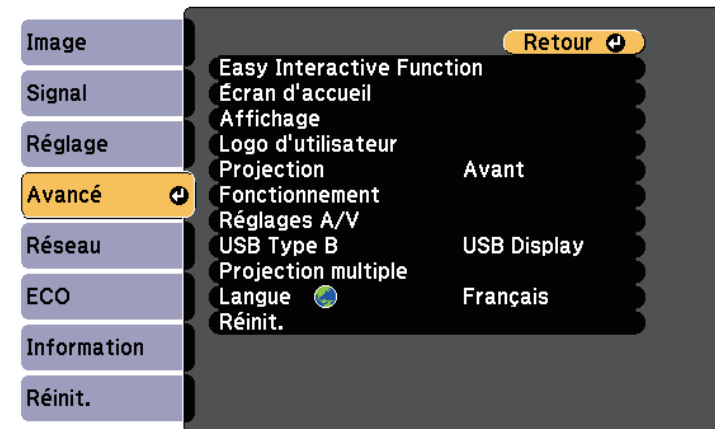 Image
Signal
Réglage
Avancé
Réseau
ECO
Information
Réinit.
Retour
Easy Interactive Function
Écran d'accueil
Affichage
Logo d'utilisateur
Projection Avant
Fonctionnement
Réglages A/V
USB Type B USB Display
Projection multiple
Langue Français
Réinit.